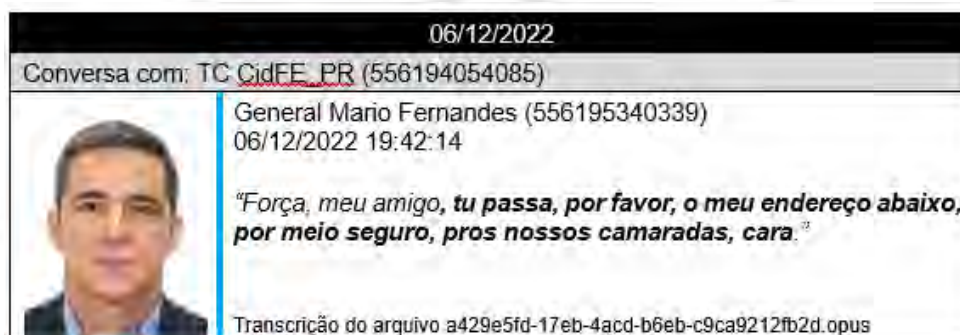 06/12/2022
Conversa com: TC CidFE_PR (556194054085)
General Mario Fernandes (556195340339)
06/12/2022 19:42:14
"Força, meu amigo, tu passa, por favor, o meu endereço abaixo,
por meio seguro, pros nossos camaradas, cara."
Transcrição do arquivo a429e5fd-17eb-4acd-b6eb-c9ca9212fb2d.opus